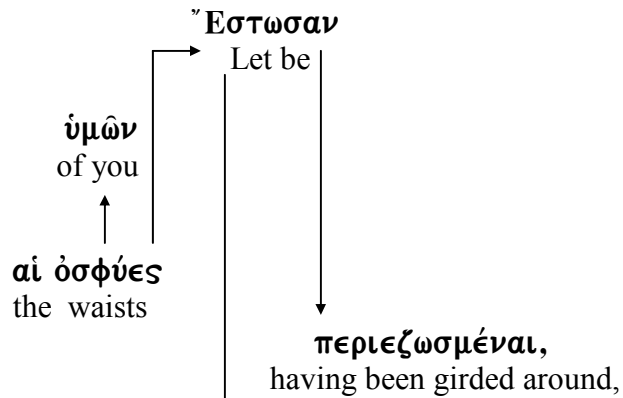 Ἔστωσαν
Let be
ὑμῶν
of you
αἱ ὀσφύες
the waists
περιεζωσμέναι,
having been girded around,